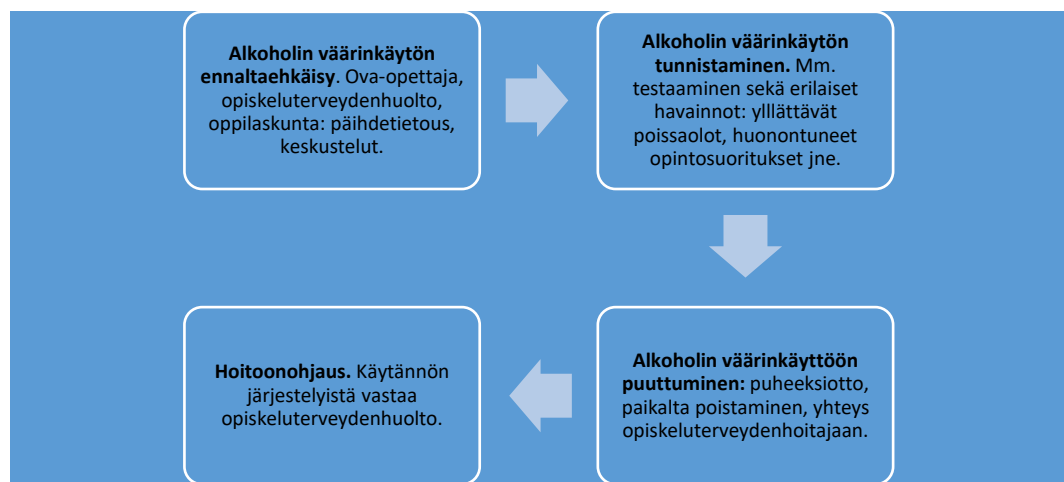 Alkoholin väärinkäytön
ennaltaehkäisy. Ova-opettaja,
opiskeluterveydenhuolto,
oppilaskunta: päihdetietous,
keskustelut.
Alkoholin väärinkäytön
tunnistaminen. Mm.
testaaminen sekä erilaiset
havainnot: ylllättävät
poissaolot, huonontuneet
opintosuoritukset jne.
Alkoholin väärinkäyttöön
puuttuminen: puheeksiotto,
paikalta poistaminen, yhteys
opiskeluterveydenhoitajaan.
Hoitoonohjaus. Käytännön
järjestelyistä vastaa
opiskeluterveydenhuolto.